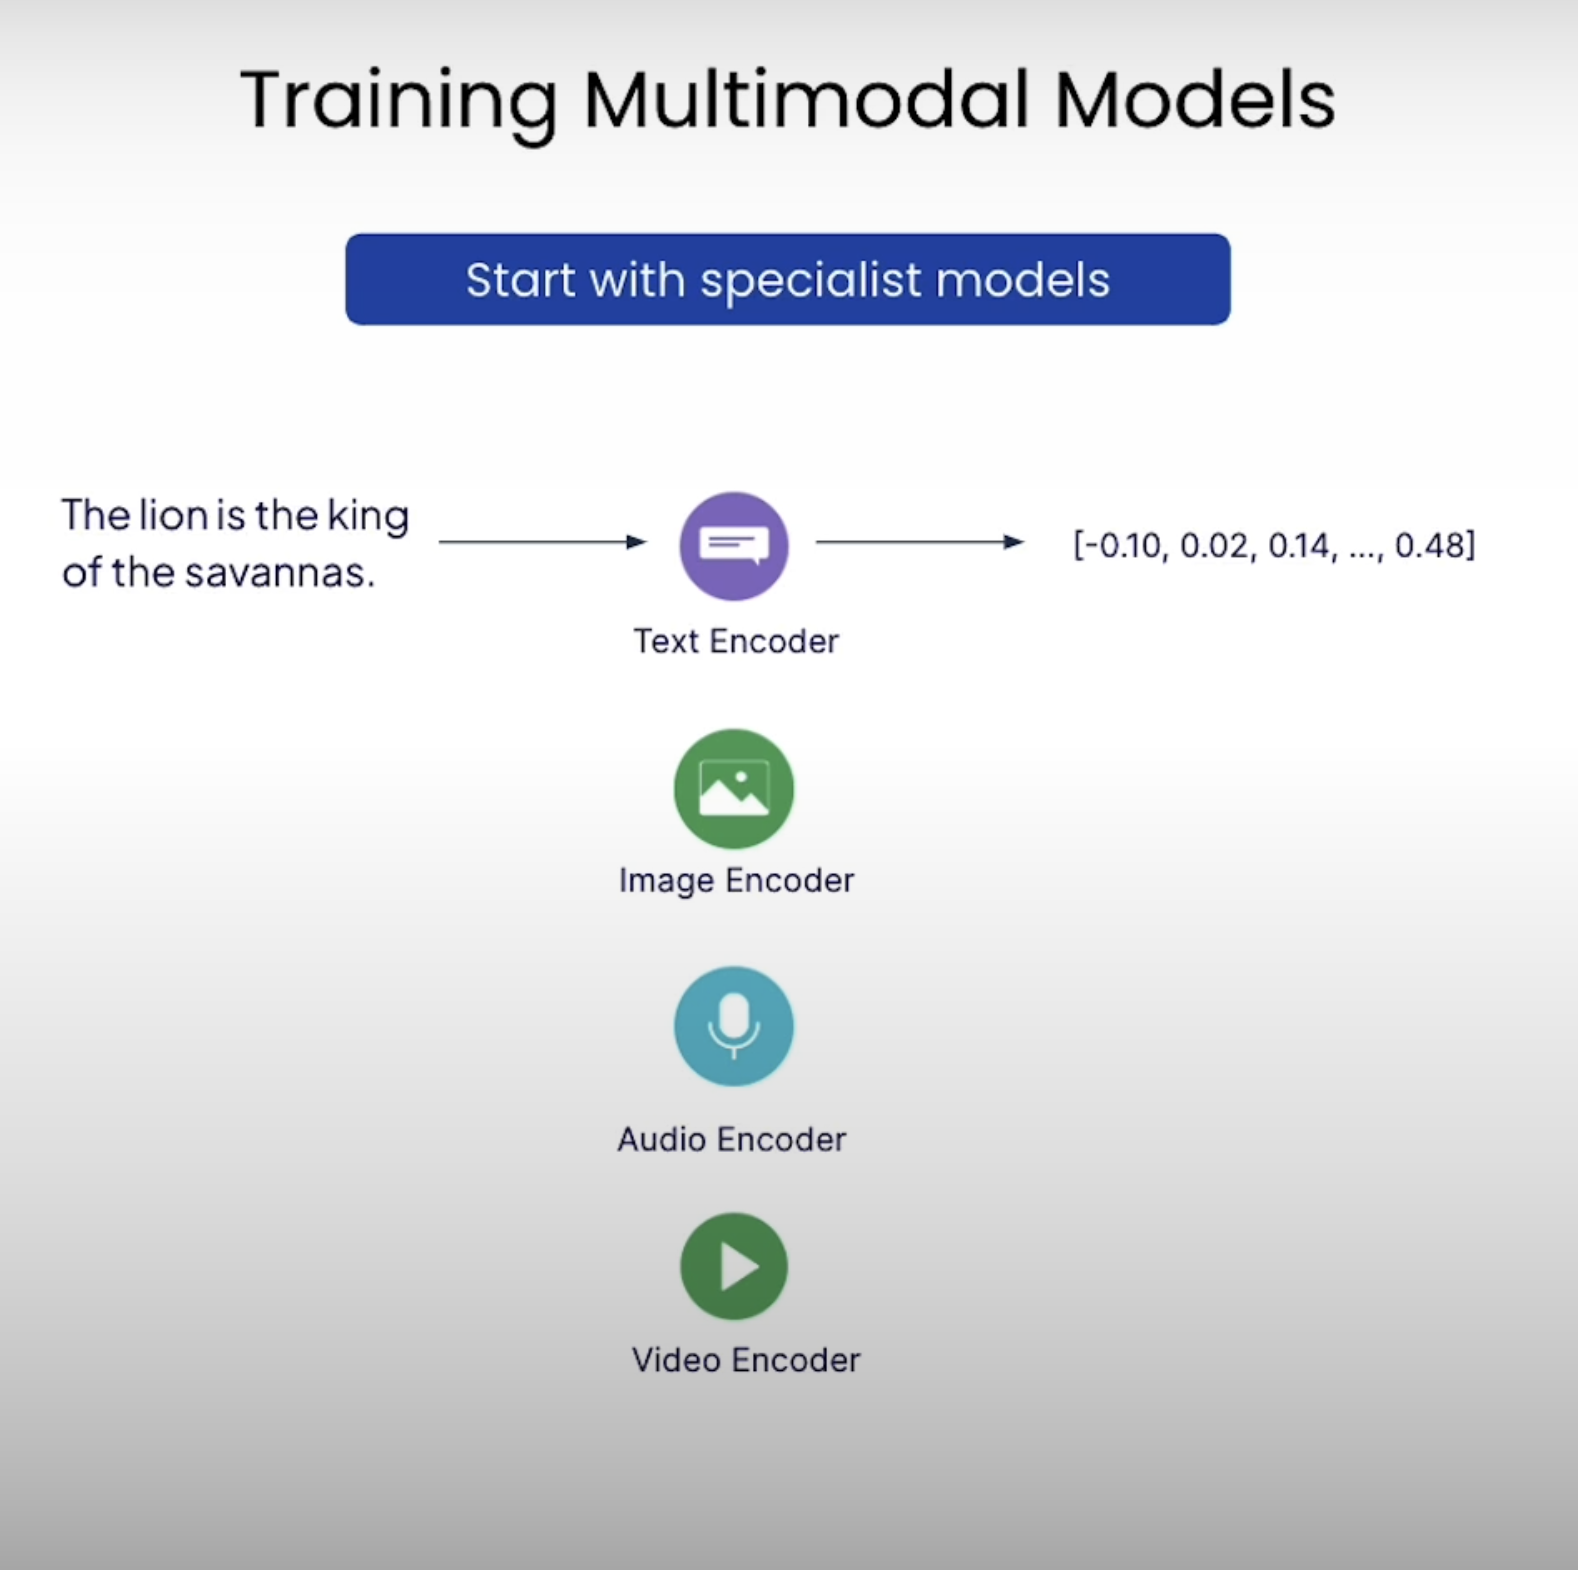 Training Multimodal Models
Start with specialist models
The lion is the king
of the savannas.
[-0.10, 0.02, 0.14, ..., 0.48]
Text Encoder
Image Encoder
Audio Encoder
Video Encoder